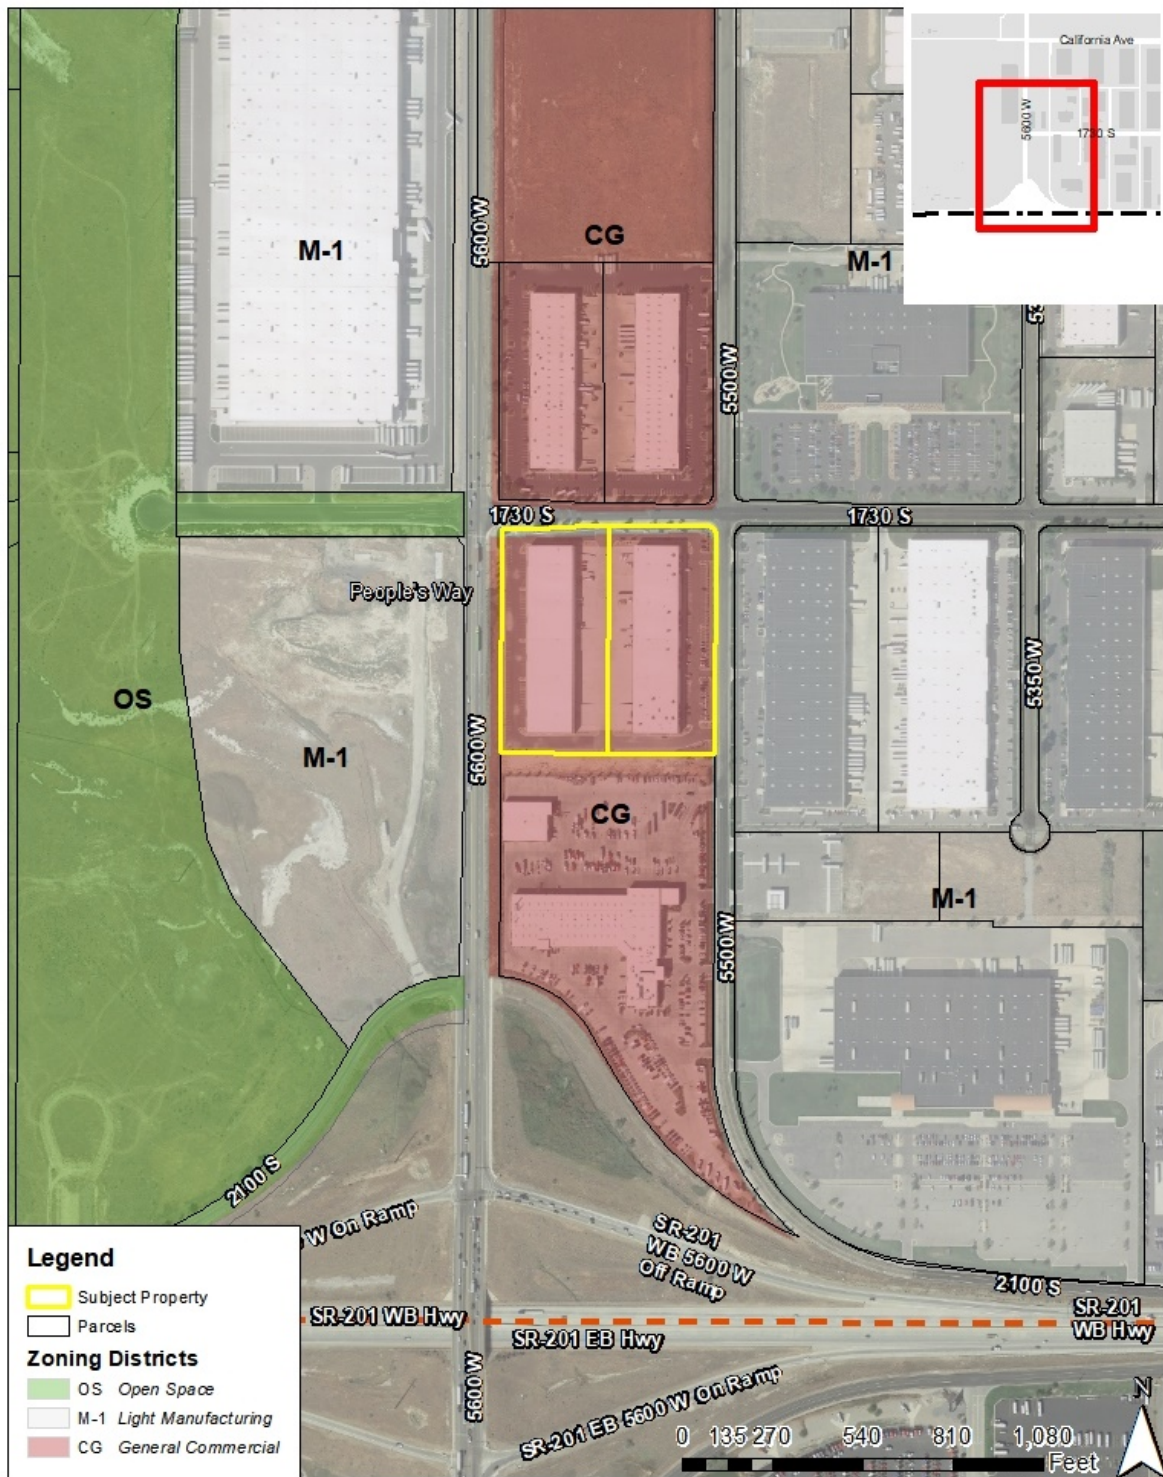 California Ave
5600 W
1730 S
5600 W
M-1
CG
M-1
5500 W
1730 S
1730 S
People's Way
OS
M-1
5600 W
5350 W
CG
M-1
5500 W
2100 S
W On Ramp
SR-201
WB 5600 W
Off Ramp
2100 S
SR-201 WB Hwy
SR-201 EB Hwy
SR-201
WB Hwy
5600 W
SR-201 EB 5600 W On Ramp
Legend
Subject Property
Parcels
Zoning Districts
OS Open Space
M-1 Light Manufacturing
CG General Commercial
N
0 135 270 540 810 1,080
Feet